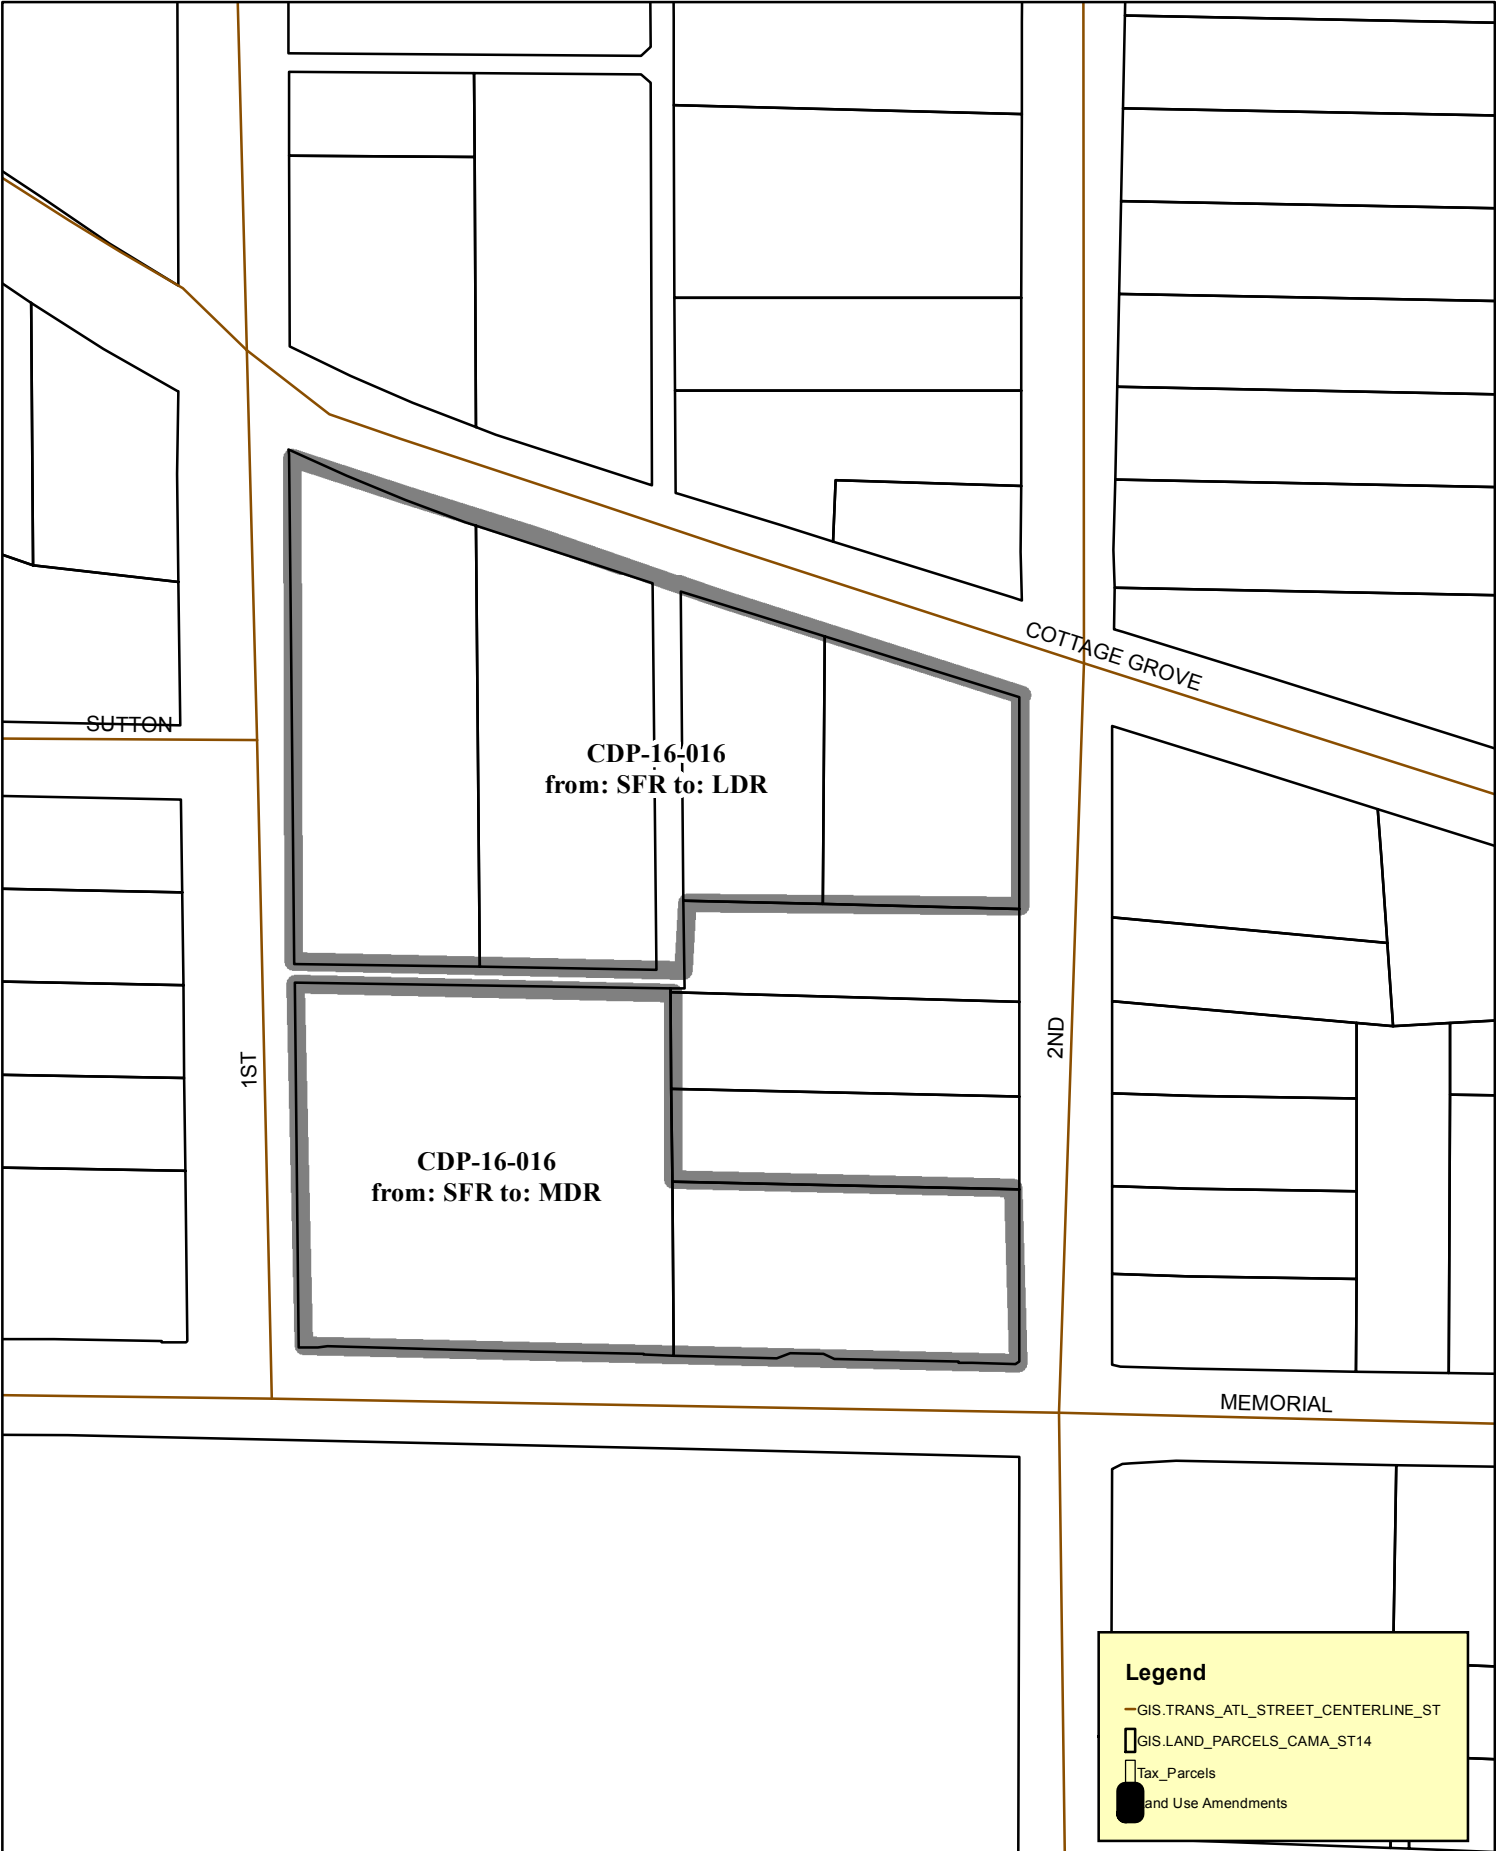 COTTAGE GROVE
SUTTON
CDP-16-016
from: SFR to: LDR
2ND
1ST
CDP-16-016
from: SFR to: MDR
MEMORIAL
Legend
GIS.TRANS_ATL_STREET_CENTERLINE_ST
GIS.LAND_PARCELS_CAMA_ST14
Tax_Parcels
and Use Amendments